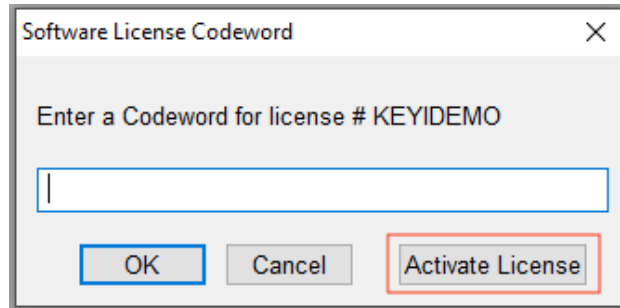 Software License Codeword
Enter a Codeword for license # KEYIDEMO
OK Cancel Activate License